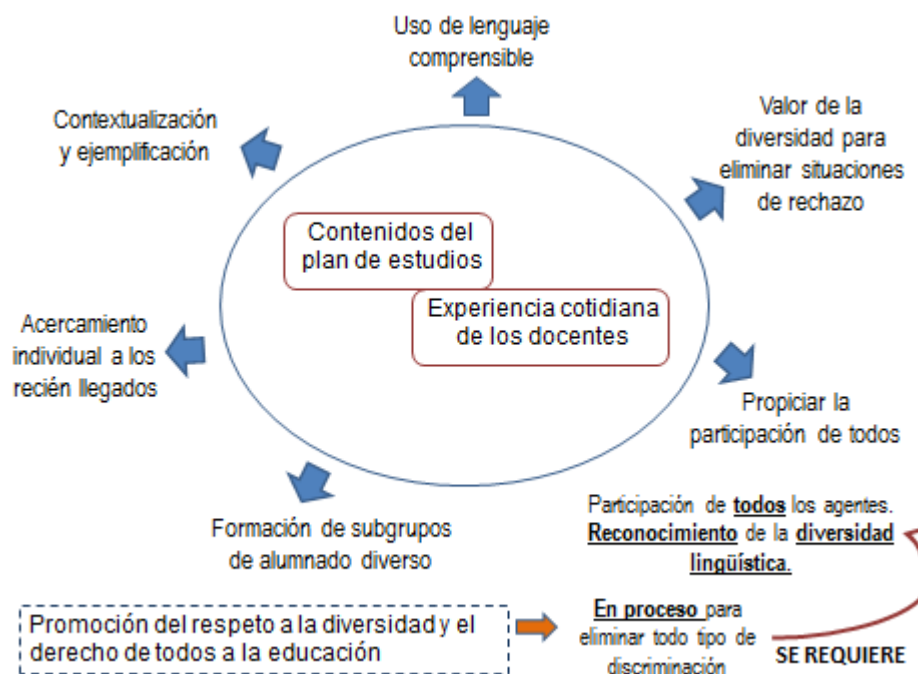 Uso de lenguaje
comprensible
Contextualización
y ejemplificación
Valor de la
diversidad para
eliminar situaciones
de rechazo
Contenidos del
plan de estudios
Experiencia cotidiana
de los docentes
Acercamiento
individual a los
recién llegados
Propiciar la
participación de todos
Formación de subgrupos
de alumnado diverso
Participación de todos los agentes.
Reconocimiento de la diversidad
lingüística.
Promoción del respeto a la diversidad y el
derecho de todos a la educación
En proceso para
eliminar todo tipo de
discriminación
SE REQUIERE